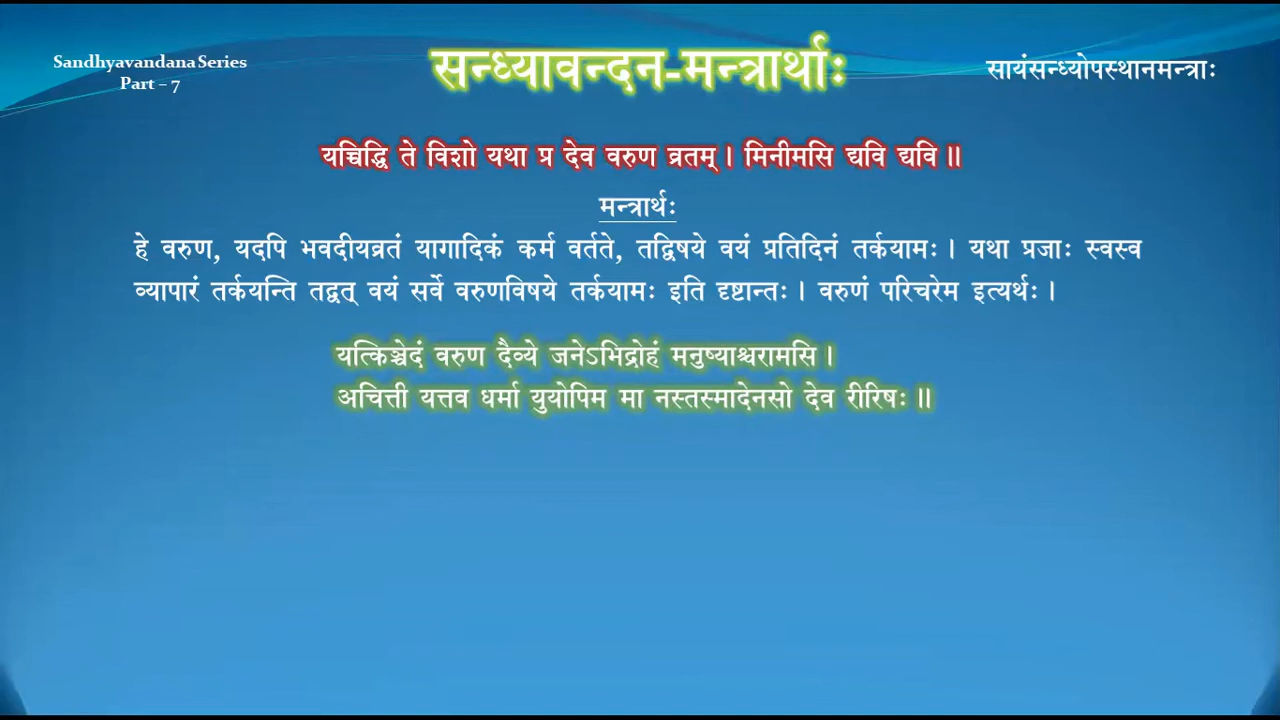 Sandhyavandana Series
Part – 7
सन्ध्यावन्दन-मन्त्रार्थाः
सायंसन्ध्योपस्थानमन्त्राः
यच्चिद्धि ते विशो यथा प्र देव वरुण व्रतम् । मिनीमसि द्यवि द्यवि ॥
मन्त्रार्थः
हे वरुण, यदपि भवदीयव्रतं यागादिकं कर्म वर्तते, तद्विषये वयं प्रतिदिनं तर्कयामः । यथा प्रजाः स्वस्व
व्यापारं तर्कयन्ति तद्वत् वयं सर्वे वरुणविषये तर्कयामः इति दृष्टान्तः । वरुणं परिचरेम इत्यर्थः ।
यत्किञ्चेदं वरुण दैव्ये जनेऽभिद्रोहं मनुष्याश्चरामसि ।
अचित्ती यत्तव धर्मा युयोपिम मा नस्तस्मादेनसो देव रीरिषः ॥